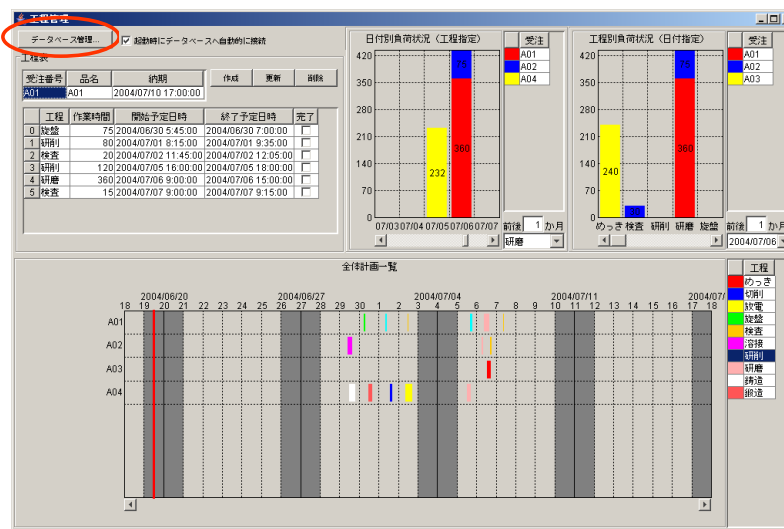 工程管理
データベース管理...
起動時にデータベースへ自動的に接続
工程表
受注番号 品名 納期
A01 A01 2004/07/10 17:00:00
作成 更新 削除
工程 作業時間 開始予定日時 終了予定日時 完了
0 旋盤 75 2004/06/30 5:45:00 2004/06/30 7:00:00
1 研削 80 2004/07/01 8:15:00 2004/07/01 9:35:00
2 検査 20 2004/07/02 11:45:00 2004/07/02 12:05:00
3 研削 120 2004/07/05 16:00:00 2004/07/05 18:00:00
4 研磨 360 2004/07/06 9:00:00 2004/07/06 15:00:00
5 検査 15 2004/07/07 9:00:00 2004/07/07 9:15:00
日付別負荷状況（工程指定）
420
350
280
210
140
70
0
232
75
360
07/03 07/04 07/05 07/06 07/07
受注
A01
A02
A04
前後 1 か月
研磨
工程別負荷状況（日付指定）
420
350
280
210
140
70
0
240
30
75
360
めっき 検査 研削 研磨 旋盤
受注
A01
A02
A03
前後 1 か月
2004/07/06
全体計画一覧
2004/06/20 2004/06/27 2004/07/04 2004/07/11 2004/07/
18 19 20 21 22 23 24 25 26 27 28 29 30 1 2 3 4 5 6 7 8 9 10 11 12 13 14 15 16 17 18
A01
A02
A03
A04
工程
めっき
切削
放電
旋盤
検査
溶接
研削
研磨
鋳造
鍛造